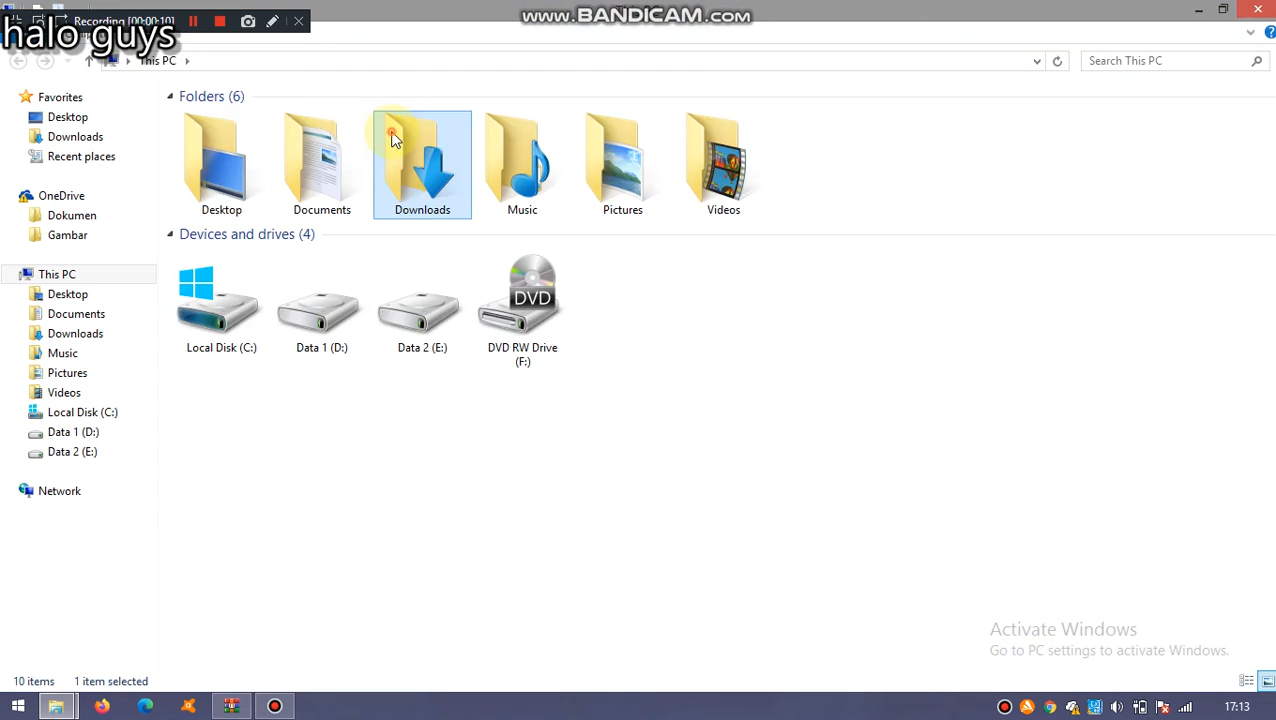 Recording [00:00:10]
www.BANDICAM.com
halo guys
This PC
Search This PC
Favorites
Desktop
Downloads
Recent places
OneDrive
Dokumen
Gambar
This PC
Desktop
Documents
Downloads
Music
Pictures
Videos
Local Disk (C:)
Data 1 (D:)
Data 2 (E:)
Network
Folders (6)
Desktop
Documents
Downloads
Music
Pictures
Videos
Devices and drives (4)
DVD
Local Disk (C:)
Data 1 (D:)
Data 2 (E:)
DVD RW Drive
(F:)
Activate Windows
Go to PC settings to activate Windows.
10 items
1 item selected
17:13